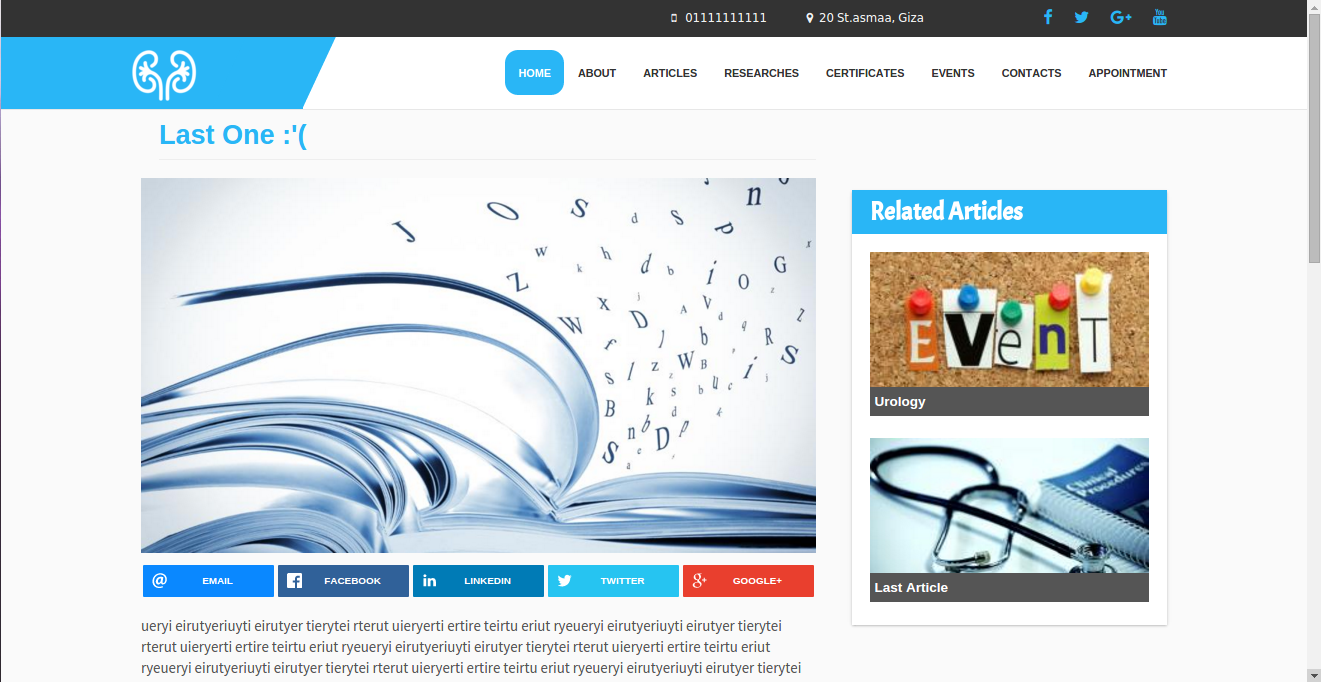 01111111111
20 St.asmaa, Giza
You
Tube
HOME
ABOUT
ARTICLES
RESEARCHES
CERTIFICATES
EVENTS
CONTACTS
APPOINTMENT
Last One :'(
Related Articles
EVenT
Urology
Clinical
Procedures
Last Article
EMAIL
FACEBOOK
LINKEDIN
TWITTER
GOOGLE+
ueryi eirutyeriuyti eirutyer tierytei rterut uieryerti ertire teirtu eriut ryeueryi eirutyeriuyti eirutyer tierytei
rterut uieryerti ertire teirtu eriut ryeueryi eirutyeriuyti eirutyer tierytei rterut uieryerti ertire teirtu eriut
ryeueryi eirutyeriuyti eirutyer tierytei rterut uieryerti ertire teirtu eriut ryeueryi eirutyeriuyti eirutyer tierytei